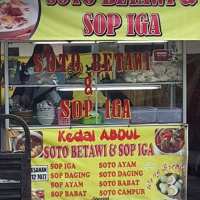 SOTO BETAWI &
SOP IGA
SOTO BETAWI
&
SOP IGA
Kedai ABDUL
SOTO BETAWI & SOP IGA
SOP IGA
SOP DAGING
SOP AYAM
SOP BABAT
SOTO AYAM
SOTO DAGING
SOTO BABAT
SOTO CAMPUR
ESANAN